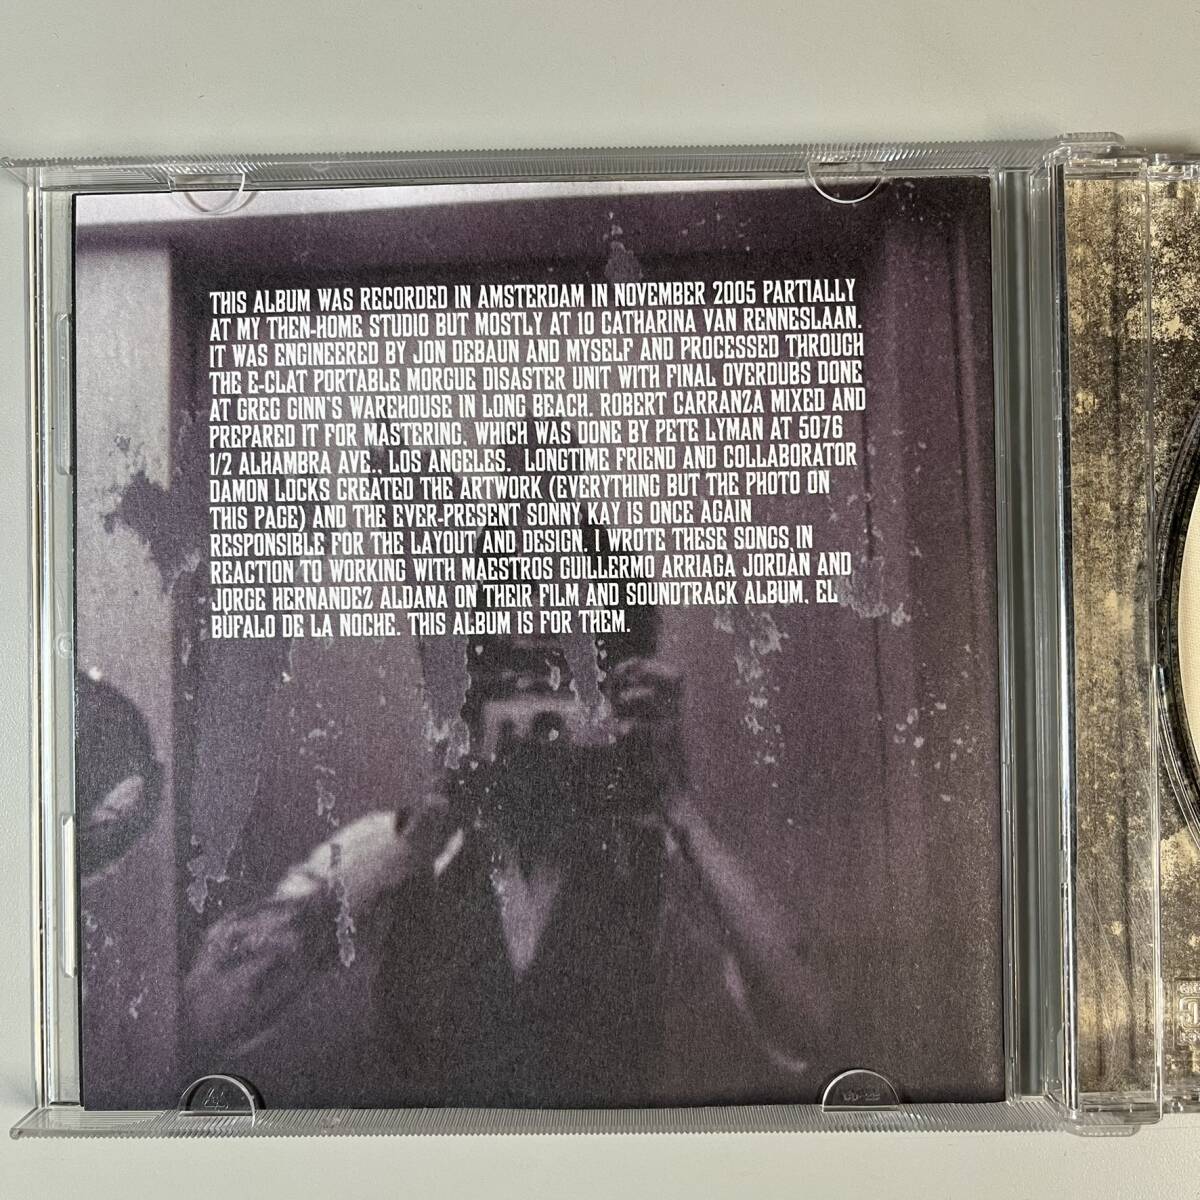 THIS ALBUM WAS RECORDED IN AMSTERDAM IN NOVEMBER 2005 PARTIALLY
AT MY THEN-HOME STUDIO BUT MOSTLY AT 10 CATHARINA VAN RENNESLAAN.
IT WAS ENGINEERED BY JON DEBAUN AND MYSELF AND PROCESSED THROUGH
THE E-CLAT PORTABLE MORGUE DISASTER UNIT WITH FINAL OVERDUBS DONE
AT GREG GINN'S WAREHOUSE IN LONG BEACH. ROBERT CARRANZA MIXED AND
PREPARED IT FOR MASTERING, WHICH WAS DONE BY PETE LYMAN AT 5076
1/2 ALHAMBRA AVE., LOS ANGELES. LONGTIME FRIEND AND COLLABORATOR
DAMON LOCKS CREATED THE ARTWORK (EVERYTHING BUT THE PHOTO ON
THIS PAGE) AND THE EVER-PRESENT SONNY KAY IS ONCE AGAIN
RESPONSIBLE FOR THE LAYOUT AND DESIGN. I WROTE THESE SONGS IN
REACTION TO WORKING WITH MAESTROS GUILLERMO ARRIAGA JORDÀN AND
JORGE HERNANDEZ ALDANA ON THEIR FILM AND SOUNDTRACK ALBUM, EL
BUFALO DE LA NOCHE. THIS ALBUM IS FOR THEM.